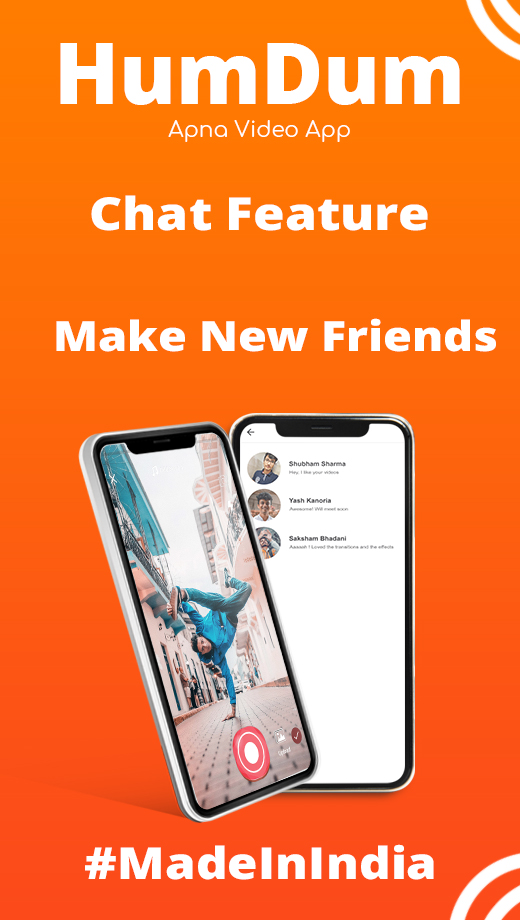 HumDum
Apna Video App
Chat Feature
Make New Friends
Shubham Sharma
Hey, I like your videos
Yash Kanoria
Awesome! Will meet soon
Saksham Bhadani
Aaaaah I Loved the transitions and the effects
Upload
#MadeInIndia